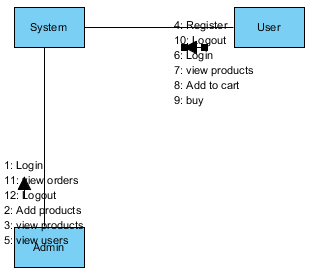 System
User
4: Register
10: Logout
6: Login
7: view products
8: Add to cart
9: buy
1: Login
11: view orders
12: Logout
2: Add products
3: view products
5: view users
Admin